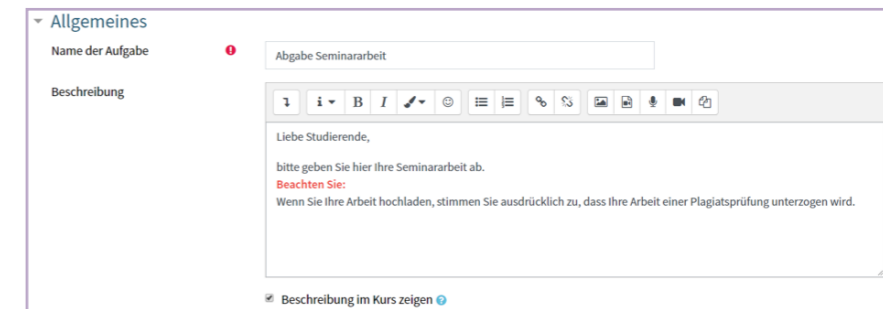 Allgemeines
Name der Aufgabe
Abgabe Seminararbeit
Beschreibung
B I
Liebe Studierende,
bitte geben Sie hier Ihre Seminararbeit ab.
Beachten Sie:
Wenn Sie Ihre Arbeit hochladen, stimmen Sie ausdrücklich zu, dass Ihre Arbeit einer Plagiatsprüfung unterzogen wird.
Beschreibung im Kurs zeigen